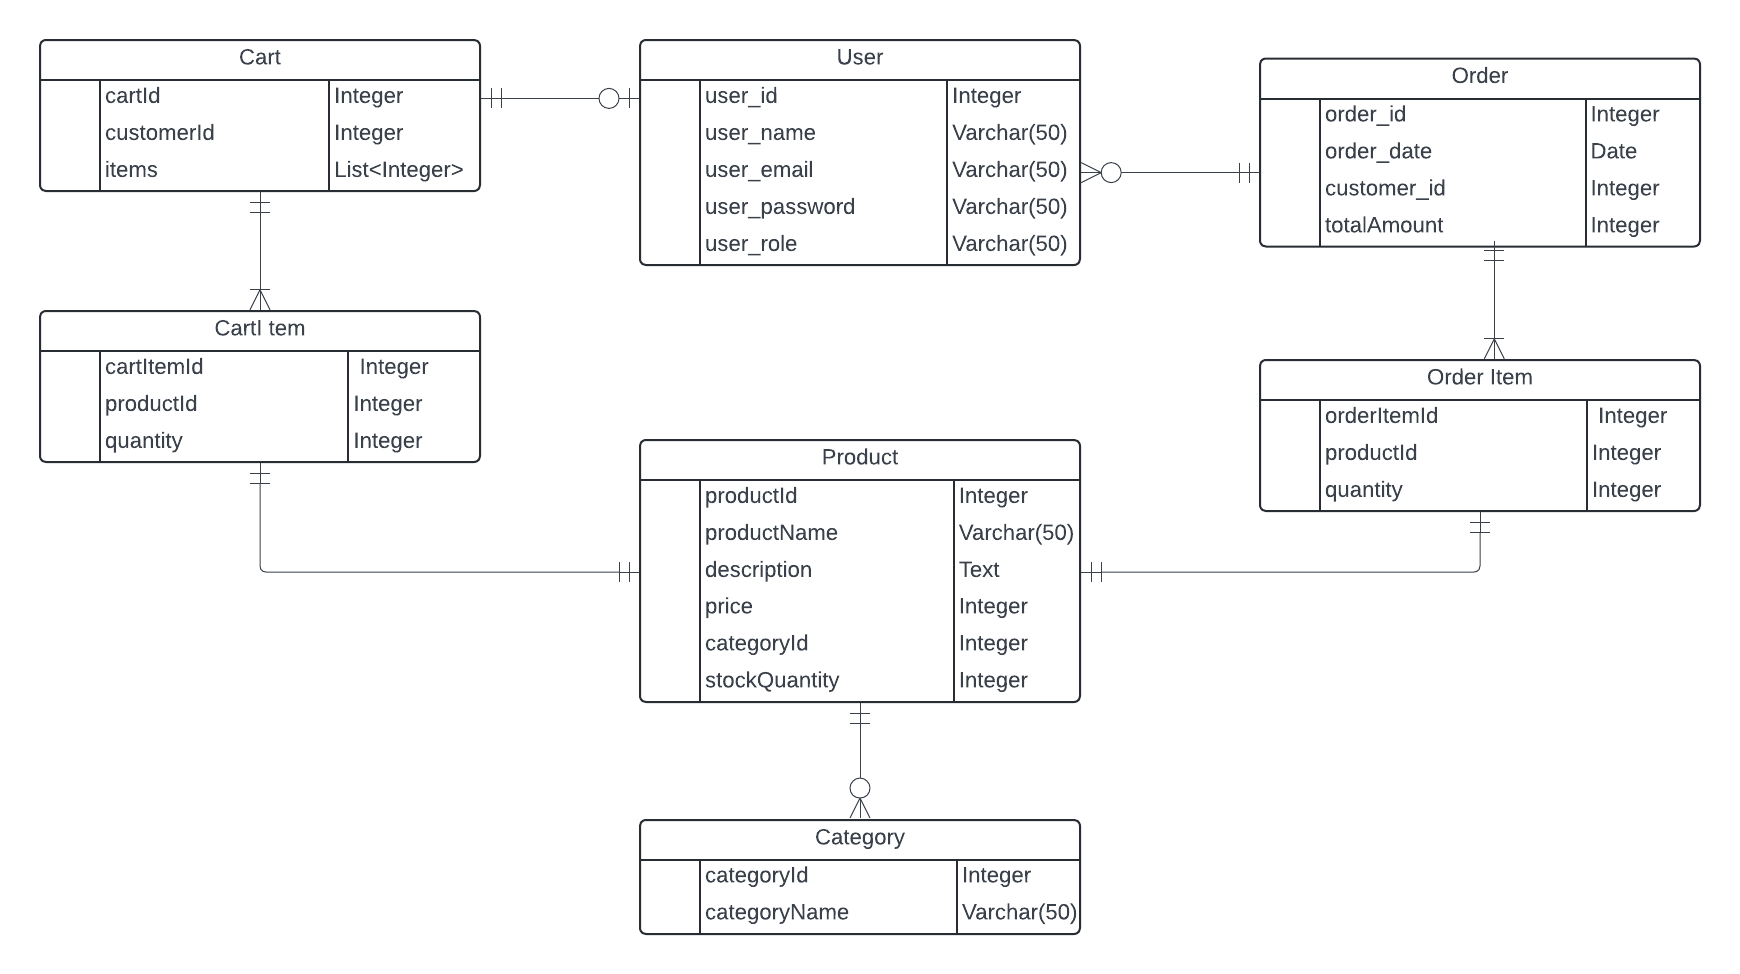 Cart
cartId Integer
customerId Integer
items List<Integer>
User
user_id Integer
user_name Varchar(50)
user_email Varchar(50)
user_password Varchar(50)
user_role Varchar(50)
Order
order_id Integer
order_date Date
customer_id Integer
totalAmount Integer
CartI tem
cartItemId Integer
productId Integer
quantity Integer
Order Item
orderItemId Integer
productId Integer
quantity Integer
Product
productId Integer
productName Varchar(50)
description Text
price Integer
categoryId Integer
stockQuantity Integer
Category
categoryId Integer
categoryName Varchar(50)